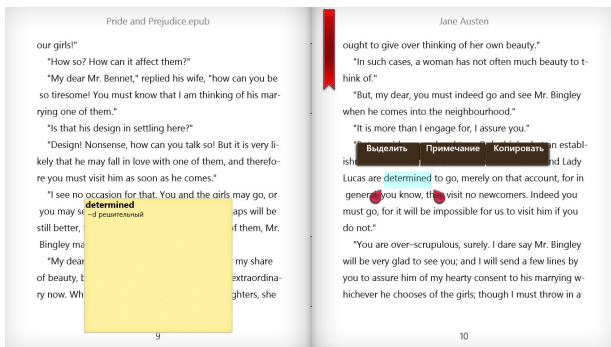 Pride and Prejudice.epub
our girls!"
"How so? How can it affect them?"
"My dear Mr. Bennet," replied his wife, "how can you be
so tiresome! You must know that I am thinking of his mar-
rying one of them."
"Is that his design in settling here?"
"Design! Nonsense, how can you talk so! But it is very li-
kely that he may fall in love with one of them, and therefo-
re you must visit him as soon as he comes."
"I see no occasion for that. You and the girls may go, or
you may se
aps will be
still better,
of them, Mr.
Bingley ma
"My dear
my share
of beauty, b
extraordina-
ry now. Wh
ghters, she
determined
–d решительный
9
Jane Austen
ought to give over thinking of her own beauty."
"In such cases, a woman has not often much beauty to t-
hink of."
"But, my dear, you must indeed go and see Mr. Bingley
when he comes into the neighbourhood."
"It is more than I engage for, I assure you."
an establ-
Выделить Примечание Копировать
ish
nd Lady
Lucas are determined to go, merely on that account, for in
general, you know, they visit no newcomers. Indeed you
must go, for it will be impossible for us to visit him if you
do not."
"You are over–scrupulous, surely. I dare say Mr. Bingley
will be very glad to see you; and I will send a few lines by
you to assure him of my hearty consent to his marrying w-
hichever he chooses of the girls; though I must throw in a
10